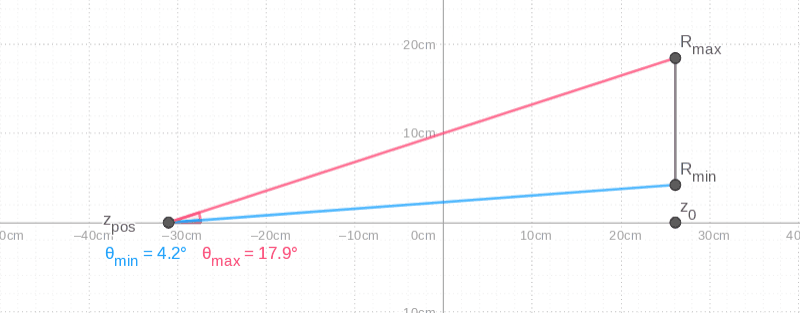 R_max
20cm
10cm
R_min
z_0
z_pos
0cm −40cm −30cm −20cm −10cm 0cm 10cm 20cm 30cm 40
θ_min = 4.2° θ_max = 17.9°
10cm